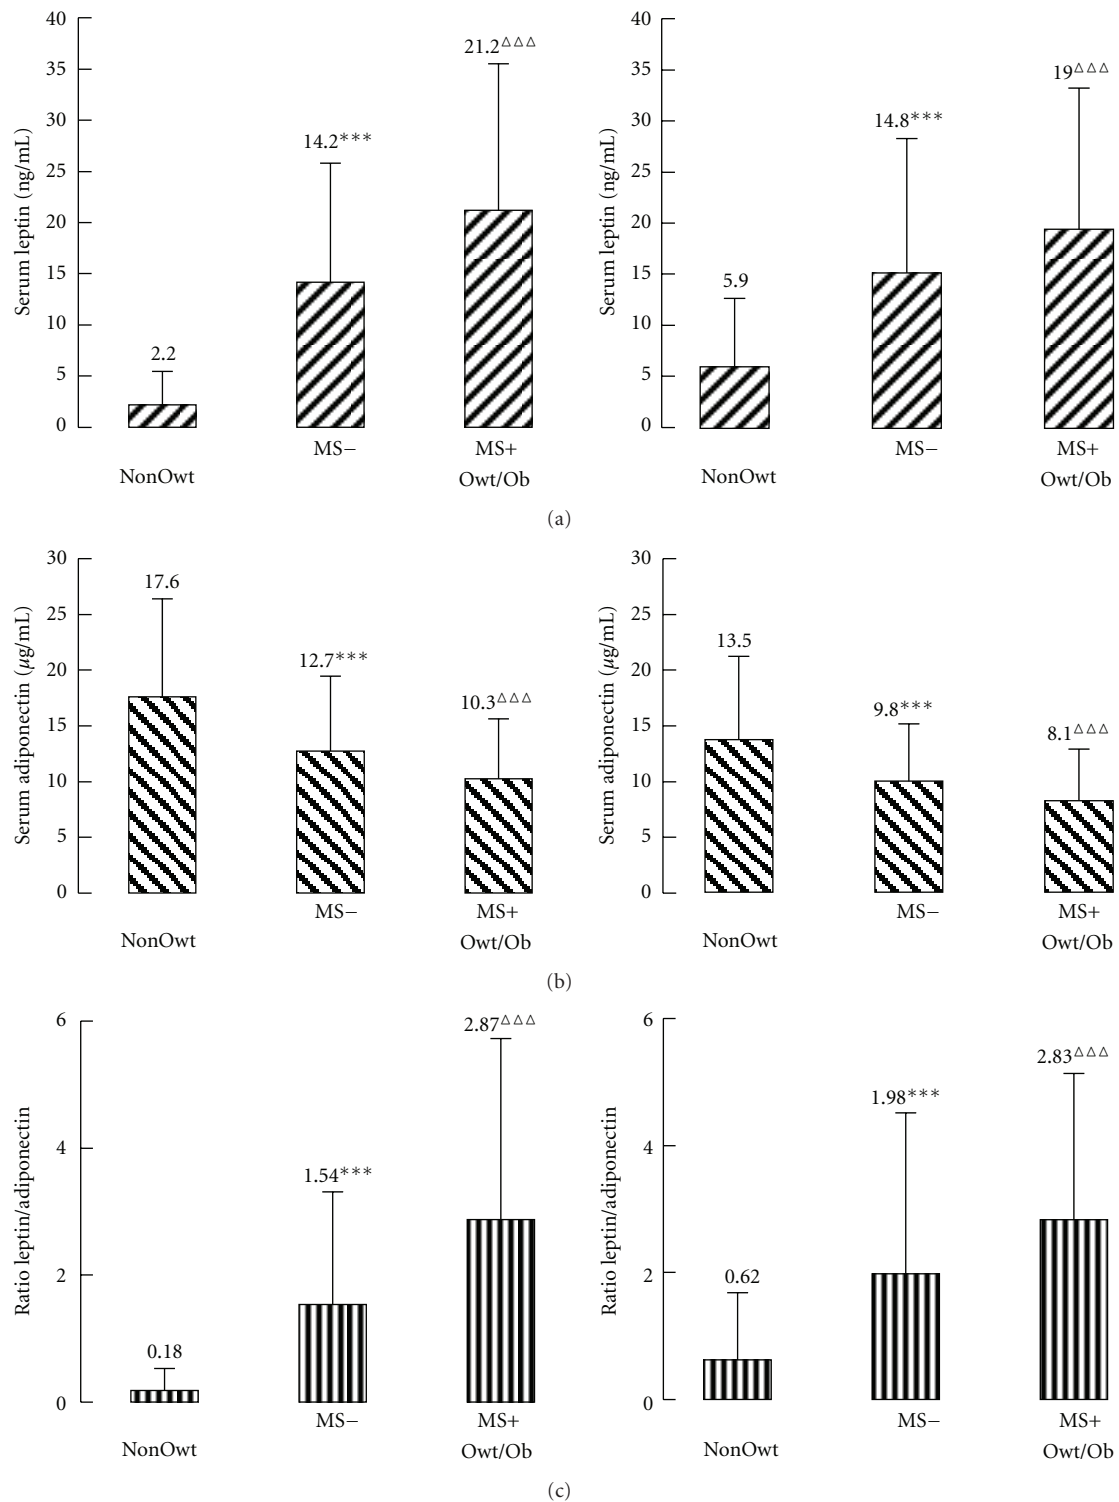 40
35
30
25
20
15
10
5
0
Serum leptin (ng/mL)
2.2
14.2***
21.2△△△
MS−
MS+
NonOwt
Owt/Ob
40
35
30
25
20
15
10
5
0
Serum leptin (ng/mL)
5.9
14.8***
19△△△
MS−
MS+
NonOwt
Owt/Ob
(a)
30
25
20
15
10
5
0
Serum adiponectin (μg/mL)
17.6
12.7***
10.3△△△
MS−
MS+
NonOwt
Owt/Ob
30
25
20
15
10
5
0
Serum adiponectin (μg/mL)
13.5
9.8***
8.1△△△
MS−
MS+
NonOwt
Owt/Ob
(b)
6
4
2
0
Ratio leptin/adiponectin
0.18
1.54***
2.87△△△
MS−
MS+
NonOwt
Owt/Ob
6
4
2
0
Ratio leptin/adiponectin
0.62
1.98***
2.83△△△
MS−
MS+
NonOwt
Owt/Ob
(c)